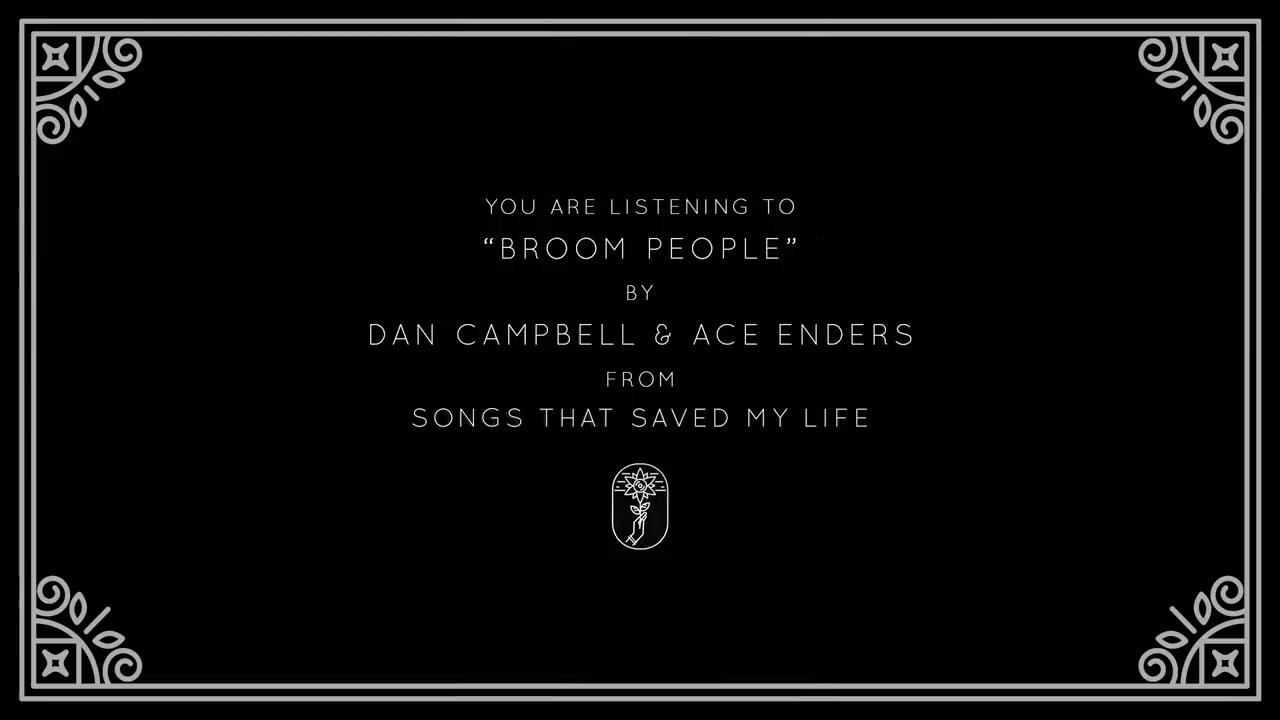 YOU ARE LISTENING TO
“BROOM PEOPLE”
BY
DAN CAMPBELL & ACE ENDERS
FROM
SONGS THAT SAVED MY LIFE